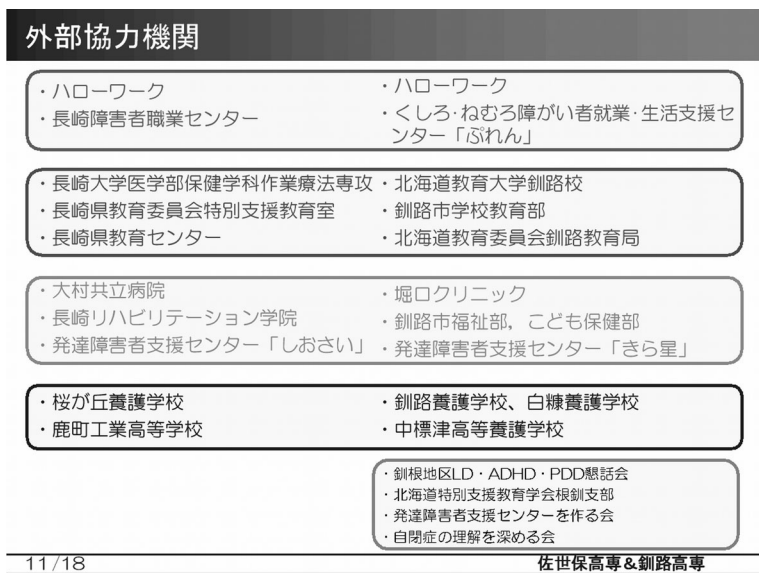 外部協力機関
・ハローワーク
・長崎障害者職業センター
・ハローワーク
・くしろ・ねむろ障がい者就業・生活支援セ
ンター「ぷれん」
・長崎大学医学部保健学科作業療法専攻
・長崎県教育委員会特別支援教育室
・長崎県教育センター
・北海道教育大学釧路校
・釧路市学校教育部
・北海道教育委員会釧路教育局
・大村共立病院
・長崎リハビリテーション学院
・発達障害者支援センター「しおさい」
・堀口クリニック
・釧路市福祉部，こども保健部
・発達障害者支援センター「きら星」
・桜が丘養護学校
・鹿町工業高等学校
・釧路養護学校、白糠養護学校
・中標津高等養護学校
・釧根地区LD・ADHD・PDD懇話会
・北海道特別支援教育学会根釧支部
・発達障害者支援センターを作る会
・自閉症の理解を深める会
11/18
佐世保高専&釧路高専